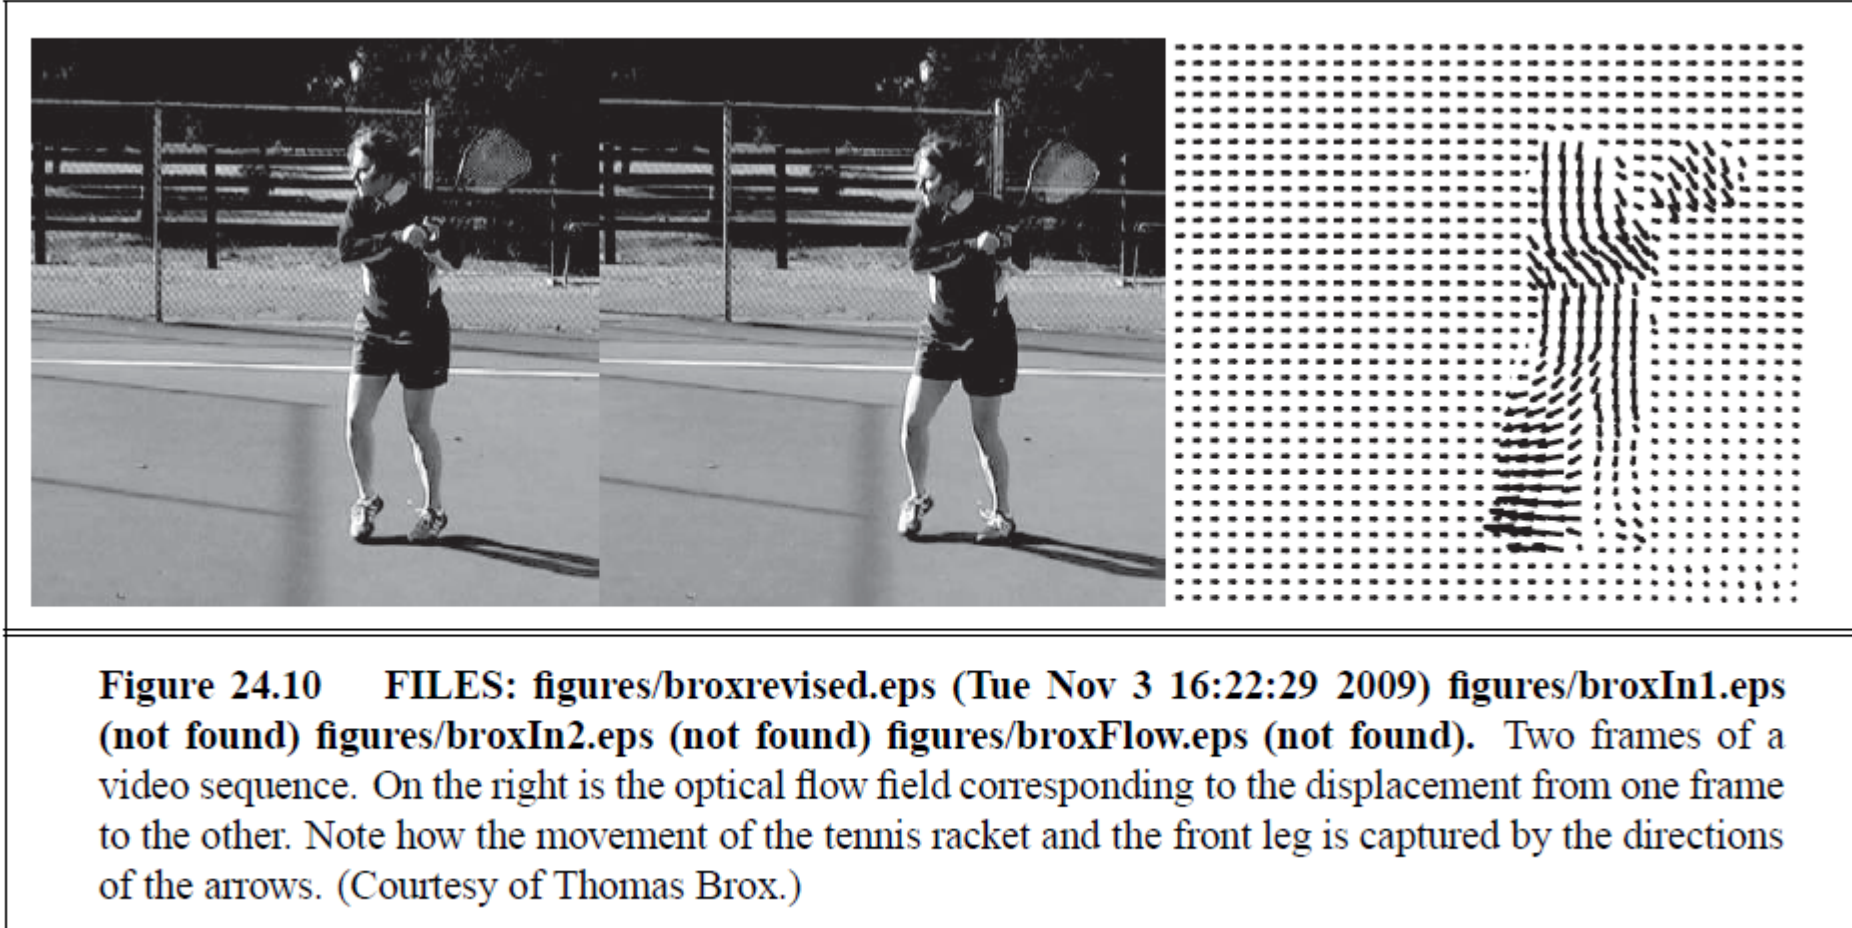 Figure 24.10 FILES: figures/broxrevised.eps (Tue Nov 3 16:22:29 2009) figures/broxIn1.eps
(not found) figures/broxIn2.eps (not found) figures/broxFlow.eps (not found). Two frames of a
video sequence. On the right is the optical flow field corresponding to the displacement from one frame
to the other. Note how the movement of the tennis racket and the front leg is captured by the directions
of the arrows. (Courtesy of Thomas Brox.)